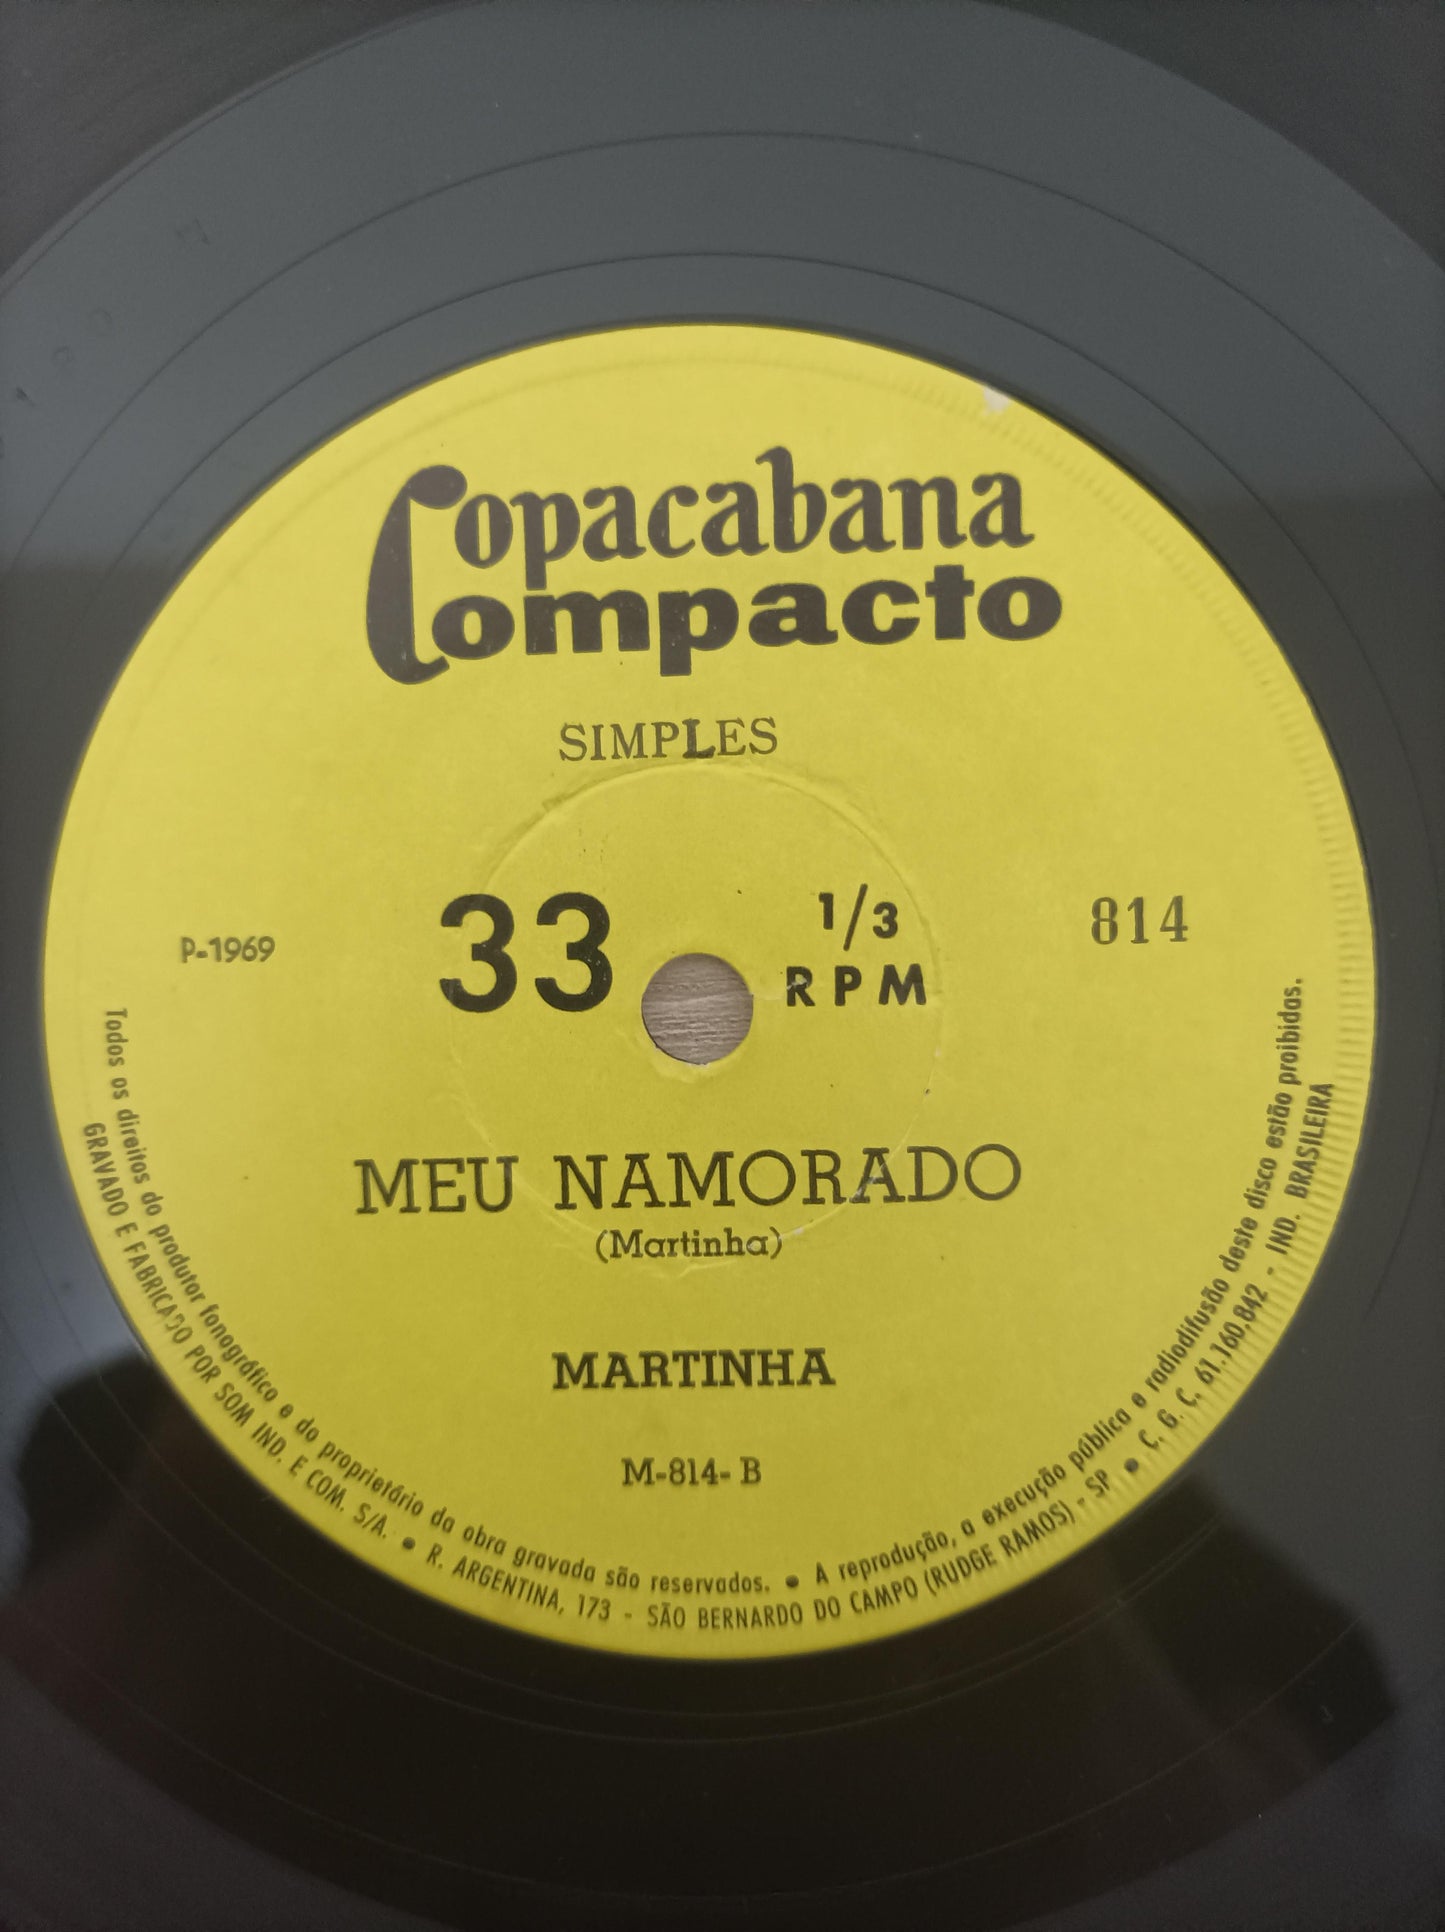 Copacabana
Compacto
SIMPLES
P-1969
33 1/3
RPM
814
MEU NAMORADO
(Martinha)
MARTINHA
M-814- B
Todos os direitos do produtor fonográfico e do proprietário da obra gravada são reservados. • A reprodução, a execução pública e radiodifusão deste disco estão proibidas.
GRAVADO E FABRICADO POR SOM IND. E COM. S/A. • R. ARGENTINA, 173 - SÃO BERNARDO DO CAMPO (RUDGE RAMOS) - SP • C. G. C. 61.160.842 - IND. BRASILEIRA